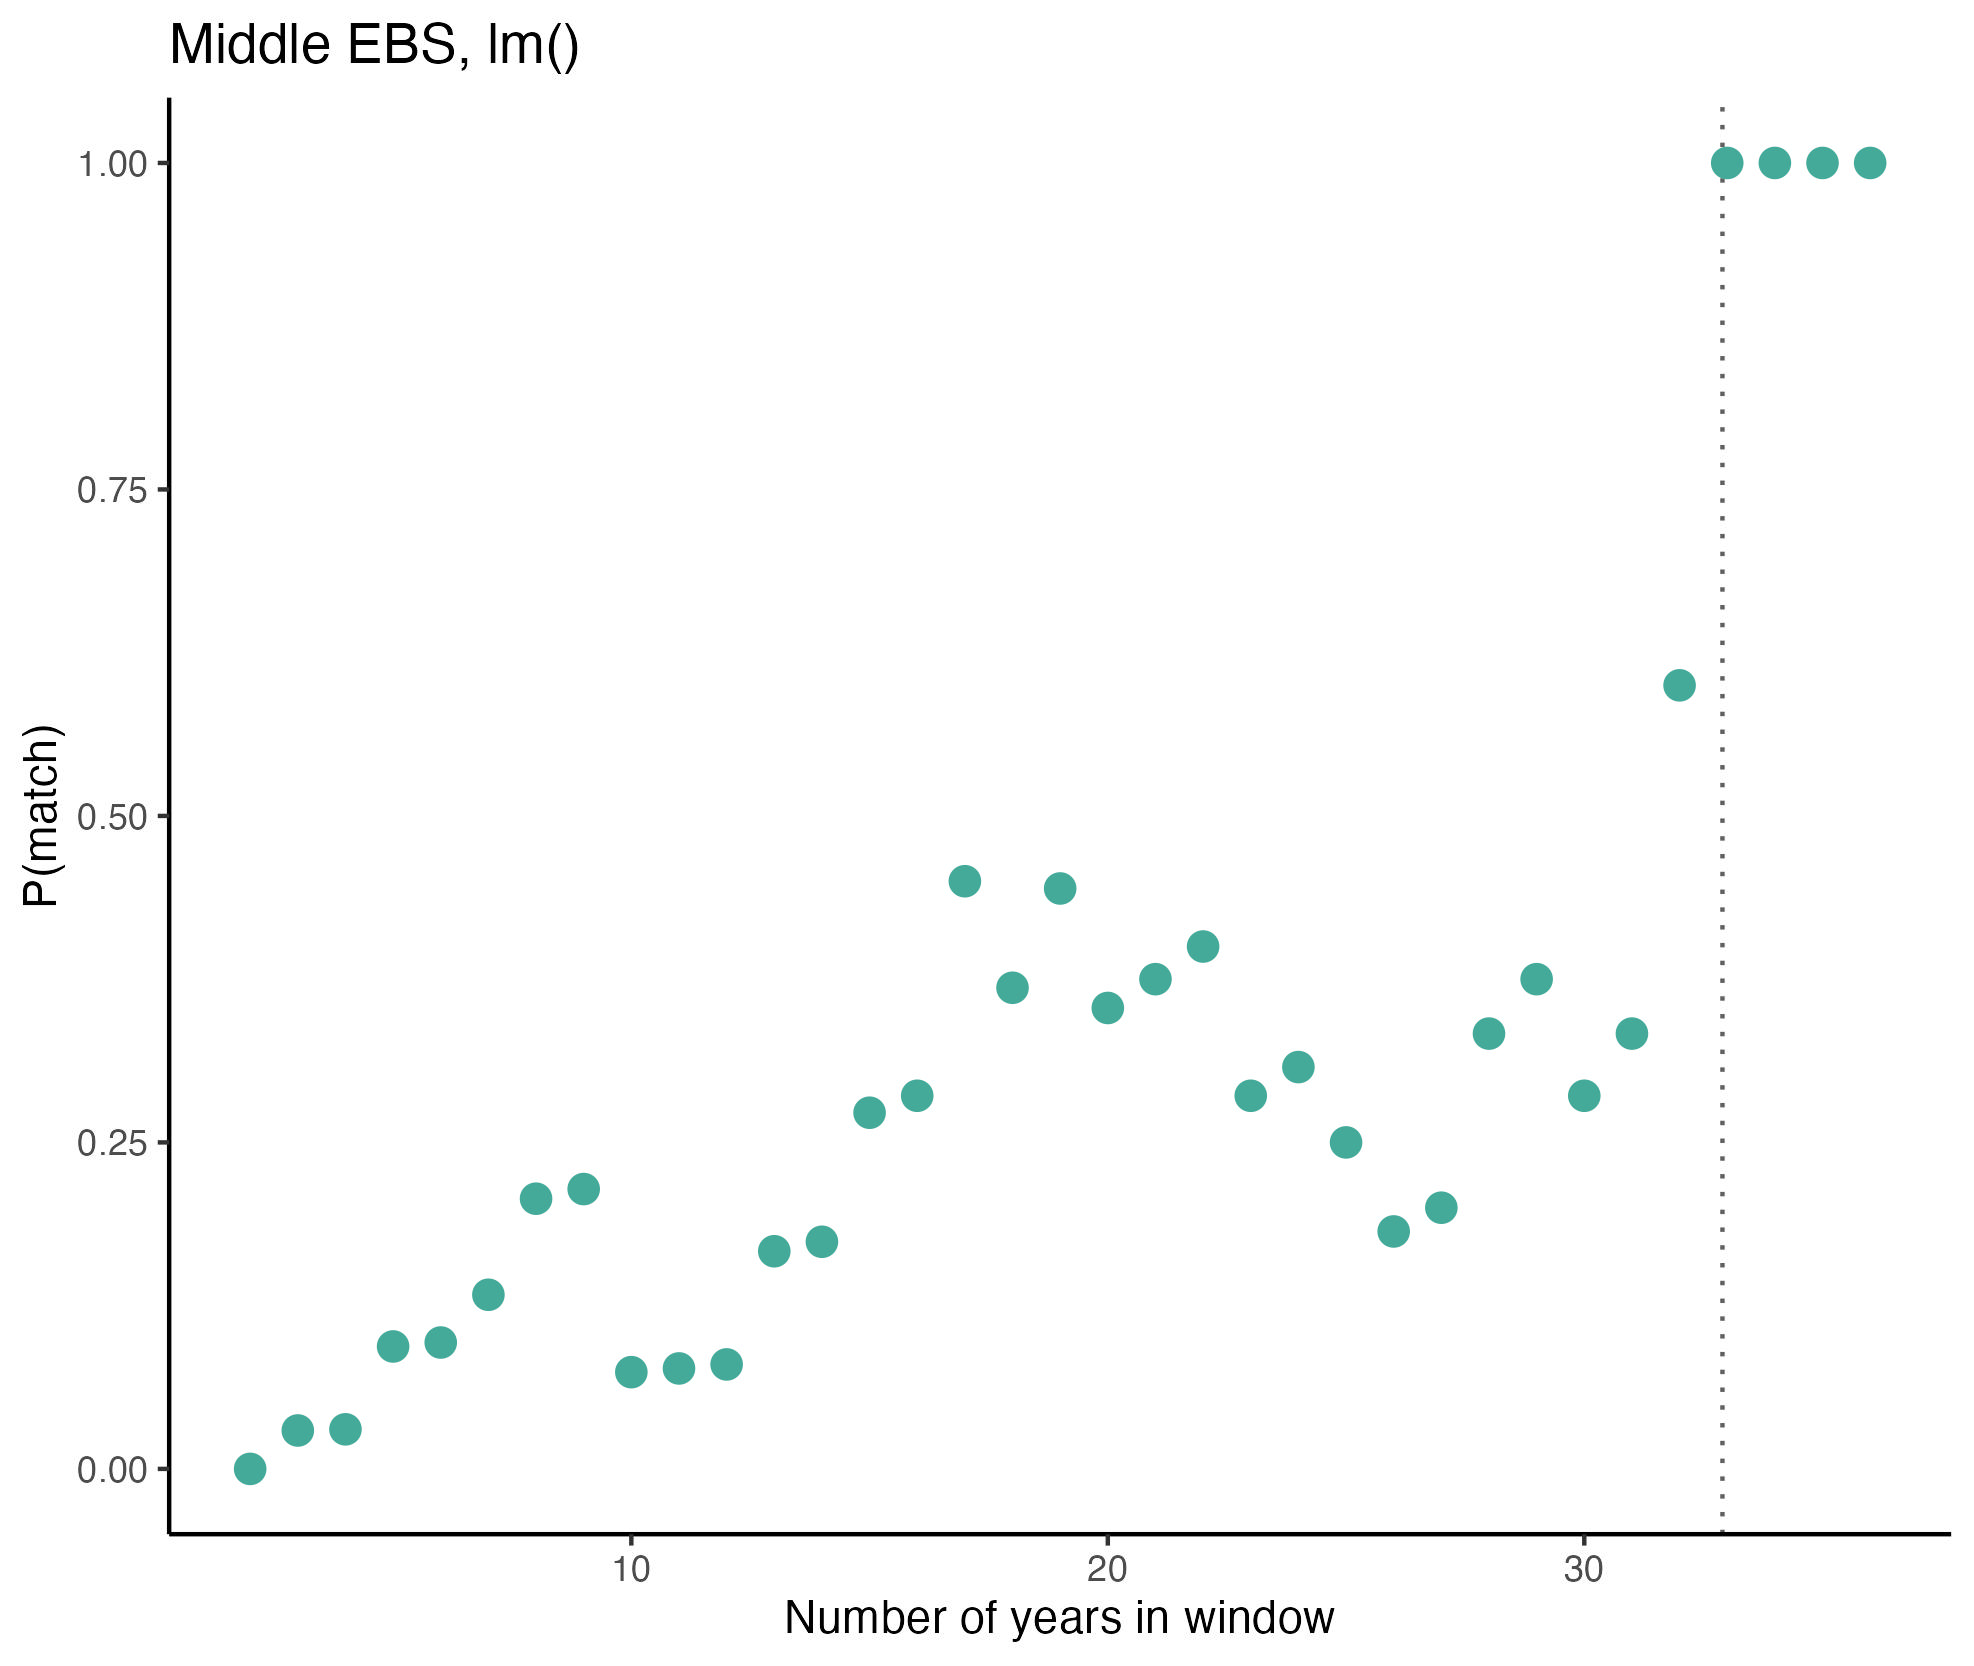 Middle EBS, lm()
P(match)
1.00
0.75
0.50
0.25
0.00
10 20 30
Number of years in window